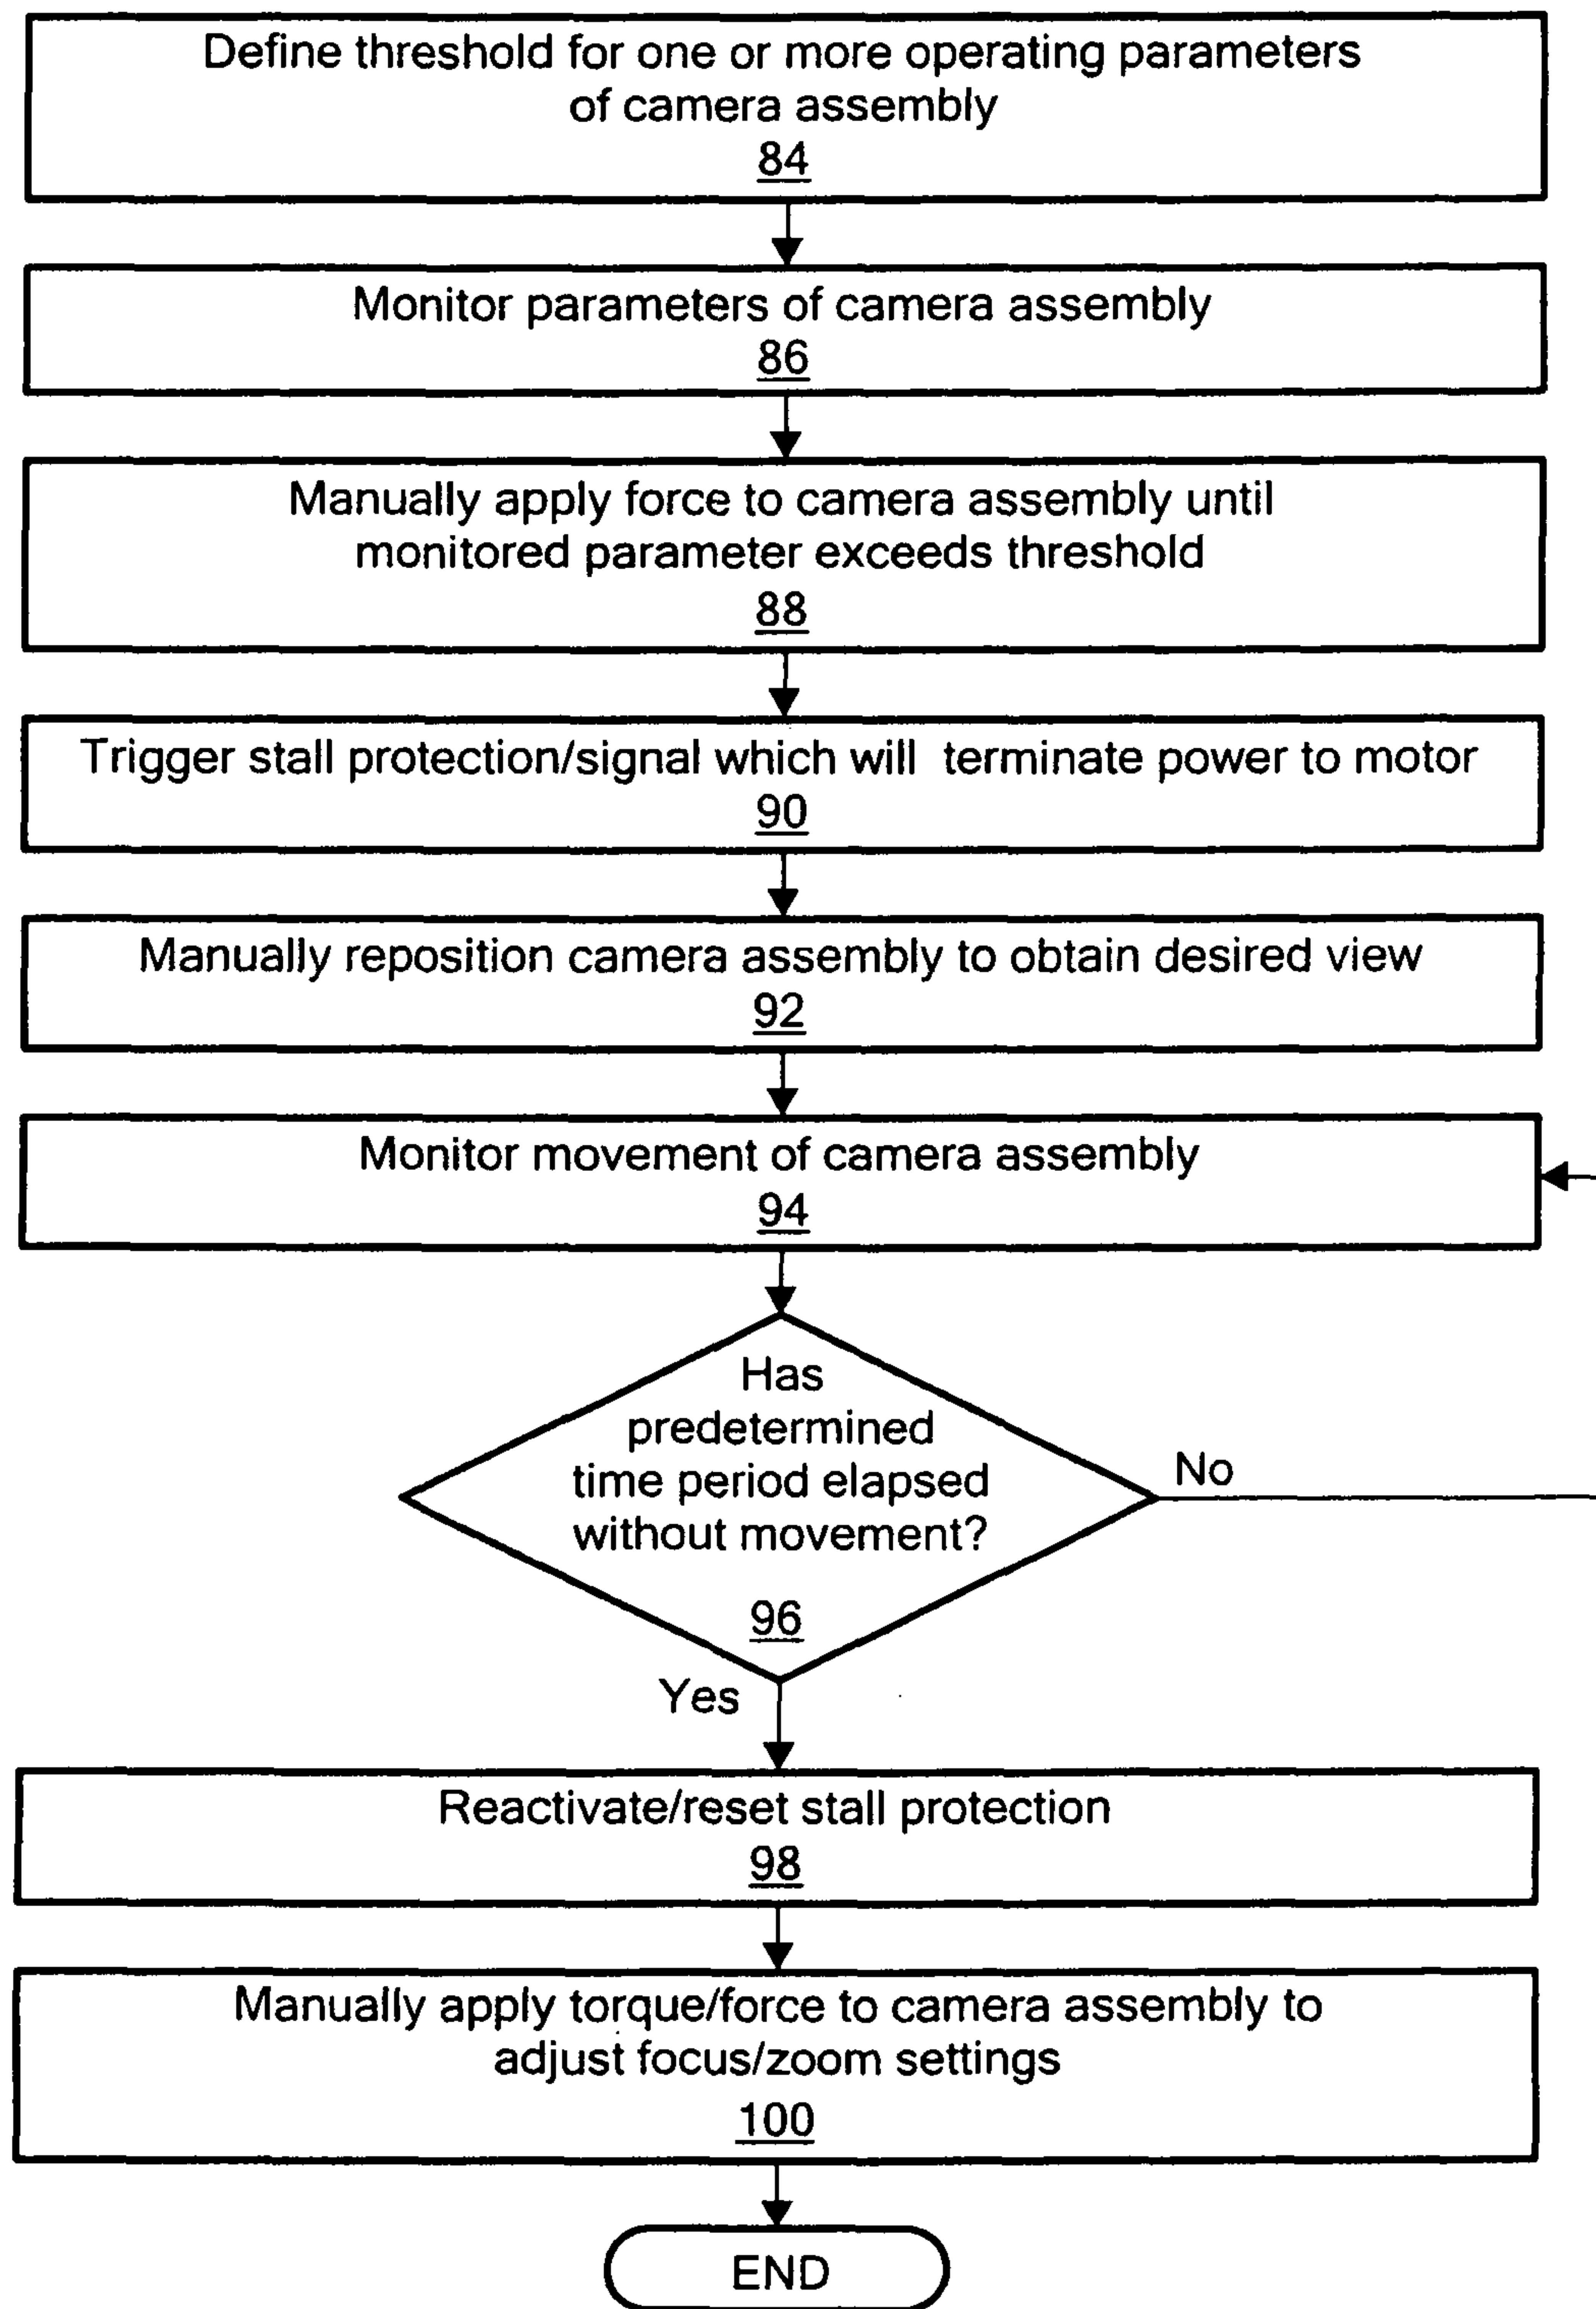 Define threshold for one or more operating parameters
of camera assembly
84
Monitor parameters of camera assembly
86
Manually apply force to camera assembly until
monitored parameter exceeds threshold
88
Trigger stall protection/signal which will terminate power to motor
90
Manually reposition camera assembly to obtain desired view
92
Monitor movement of camera assembly
94
Has
predetermined
time period elapsed
without movement?
96
No
Yes
Reactivate/reset stall protection
98
Manually apply torque/force to camera assembly to
adjust focus/zoom settings
100
END